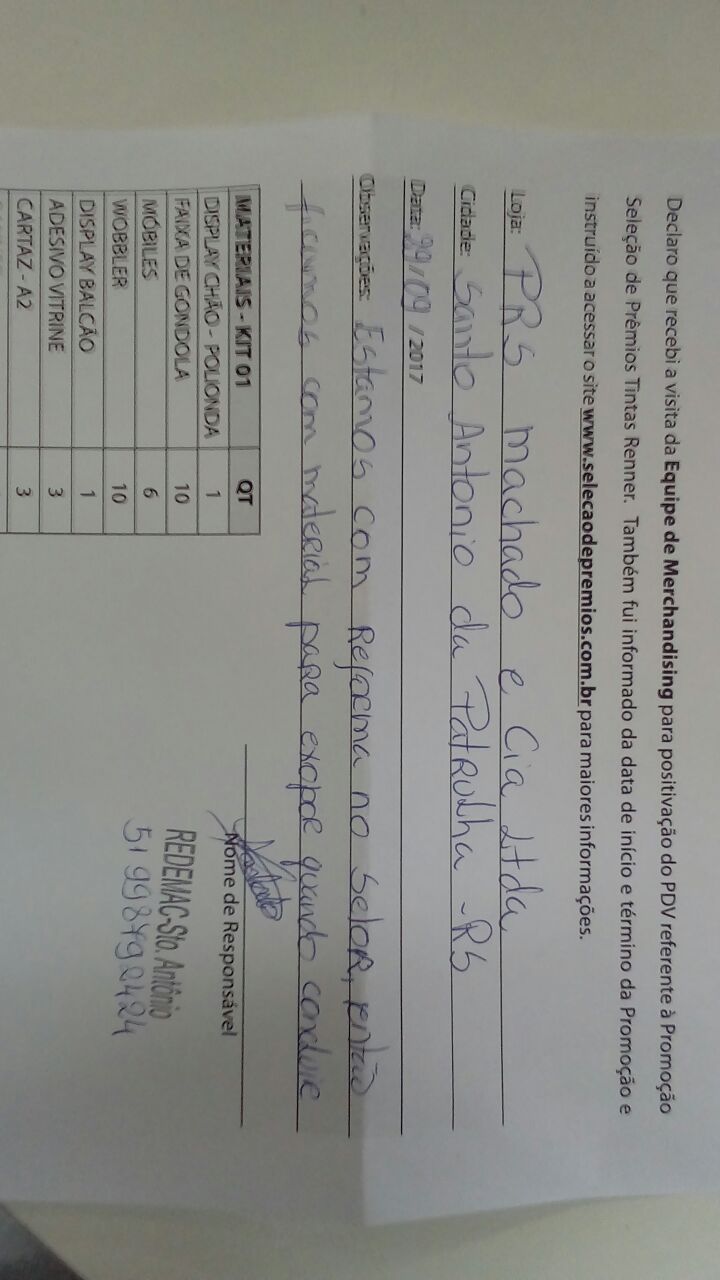 Declaro que recebi a visita da Equipe de Merchandising para positivação do PDV referente à Promoção
Seleção de Prêmios Tintas Renner. Também fui informado da data de início e término da Promoção e
instruído a acessar o site www.selecaodepremios.com.br para maiores informações.
Loja: PRS Machado e Cia Ltda
Cidade: Santo Antonio da Patrulha - RS
Data: 29/09/2017
Observações: Estamos com Reforma no setor, então
ficamos com material para expor quando concluir
Nome de Responsável
REDEMAC-Sto. Antônio
51 998792424
MATERIAIS - KIT 01 QT
DISPLAY CHÃO - POLIONDA 1
FAIXA DE GONDOLA 10
MÓBILES 6
WOBBLER 10
DISPLAY BALCÃO 1
ADESIVO VITRINE 3
CARTAZ - A2 3